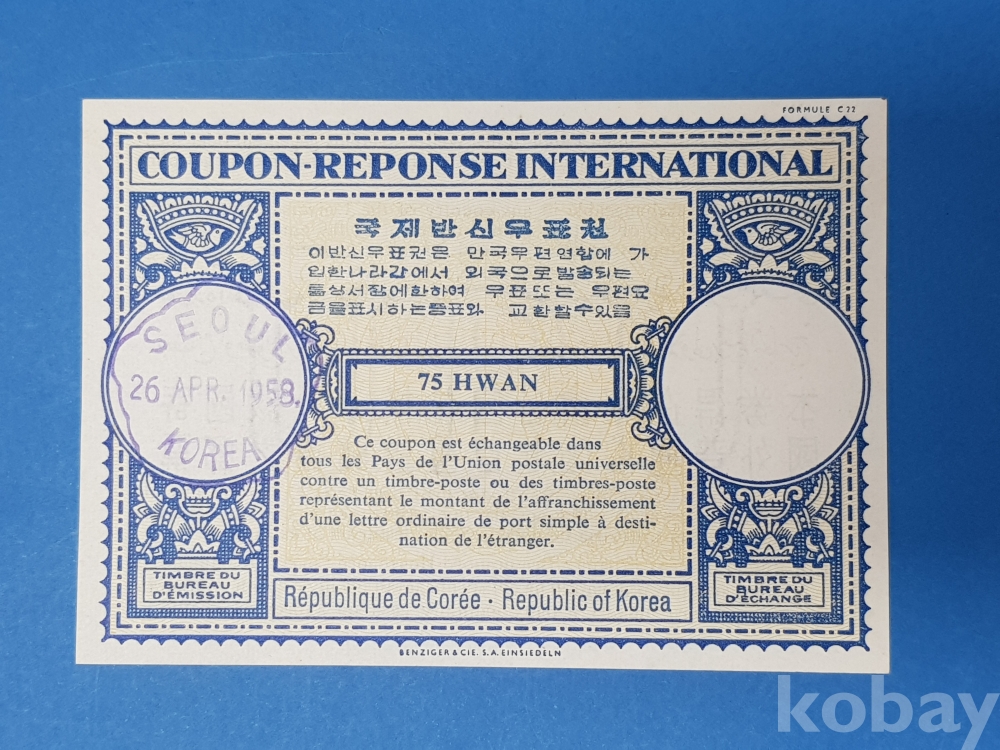 FORMULE C 22
COUPON-REPONSE INTERNATIONAL
국제반신우표권
이반신우표권은 만국우편연합에 가
입한나라간에서 외국으로발송되는
통상서장에화하여 우표또는 우편요
금을표시하는증표와 교환할수있음
SEOUL
26 APR. 1958.
KOREA
75 HWAN
Ce coupon est échangeable dans
tous les Pays de l'Union postale universelle
contre un timbre-poste ou des timbres-poste
représentant le montant de l'affranchissement
d'une lettre ordinaire de port simple à desti-
nation de l'étranger.
TIMBRE DU
BUREAU
D'ÉMISSION
République de Corée - Republic of Korea
TIMBRE DU
BUREAU
D'ÉCHANGE
BENZIGER & CIE. S.A. EINSIEDELN
kobay